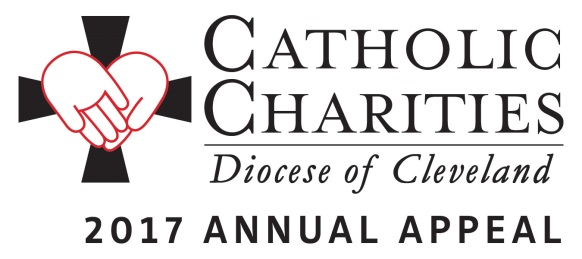 CATHOLIC
CHARITIES
Diocese of Cleveland
2017 ANNUAL APPEAL